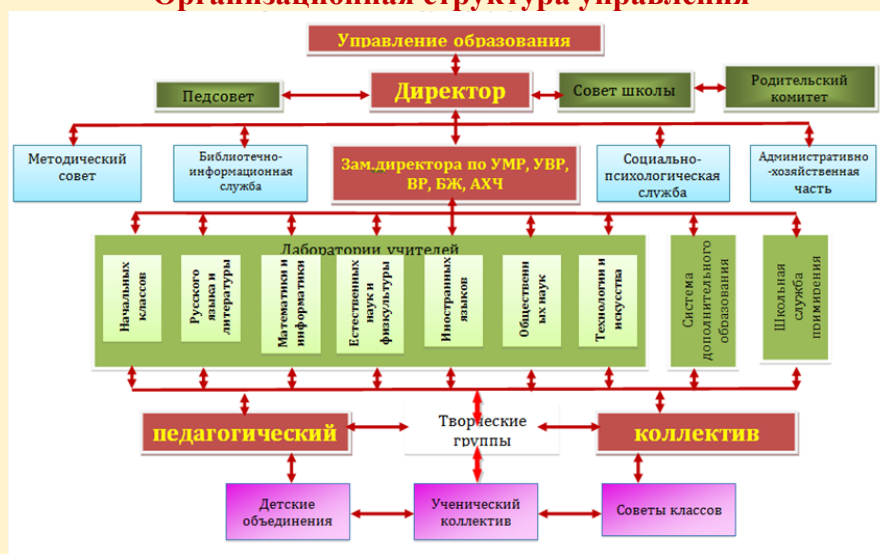 Организационная структура управления
Управление образования
Педсовет
Директор
Совет школы
Родительский
комитет
Методический
совет
Библиотечно-
информационная
служба
Зам.директора по УМР, УВР,
ВР, БЖ, АХЧ
Социально-
психологическая
служба
Административно
-хозяйственная
часть
Лаборатории учителей
Начальных
классов
Русского
языка и
литературы
Математики и
информатики
Естественных
наук и
физкультуры
Иностранных
языков
Общественн
ых наук
Технологии и
искусства
Система
дополнительного
образования
Школьная
служба
примирения
педагогический
Творческие
группы
коллектив
Детские
объединения
Ученический
коллектив
Советы классов